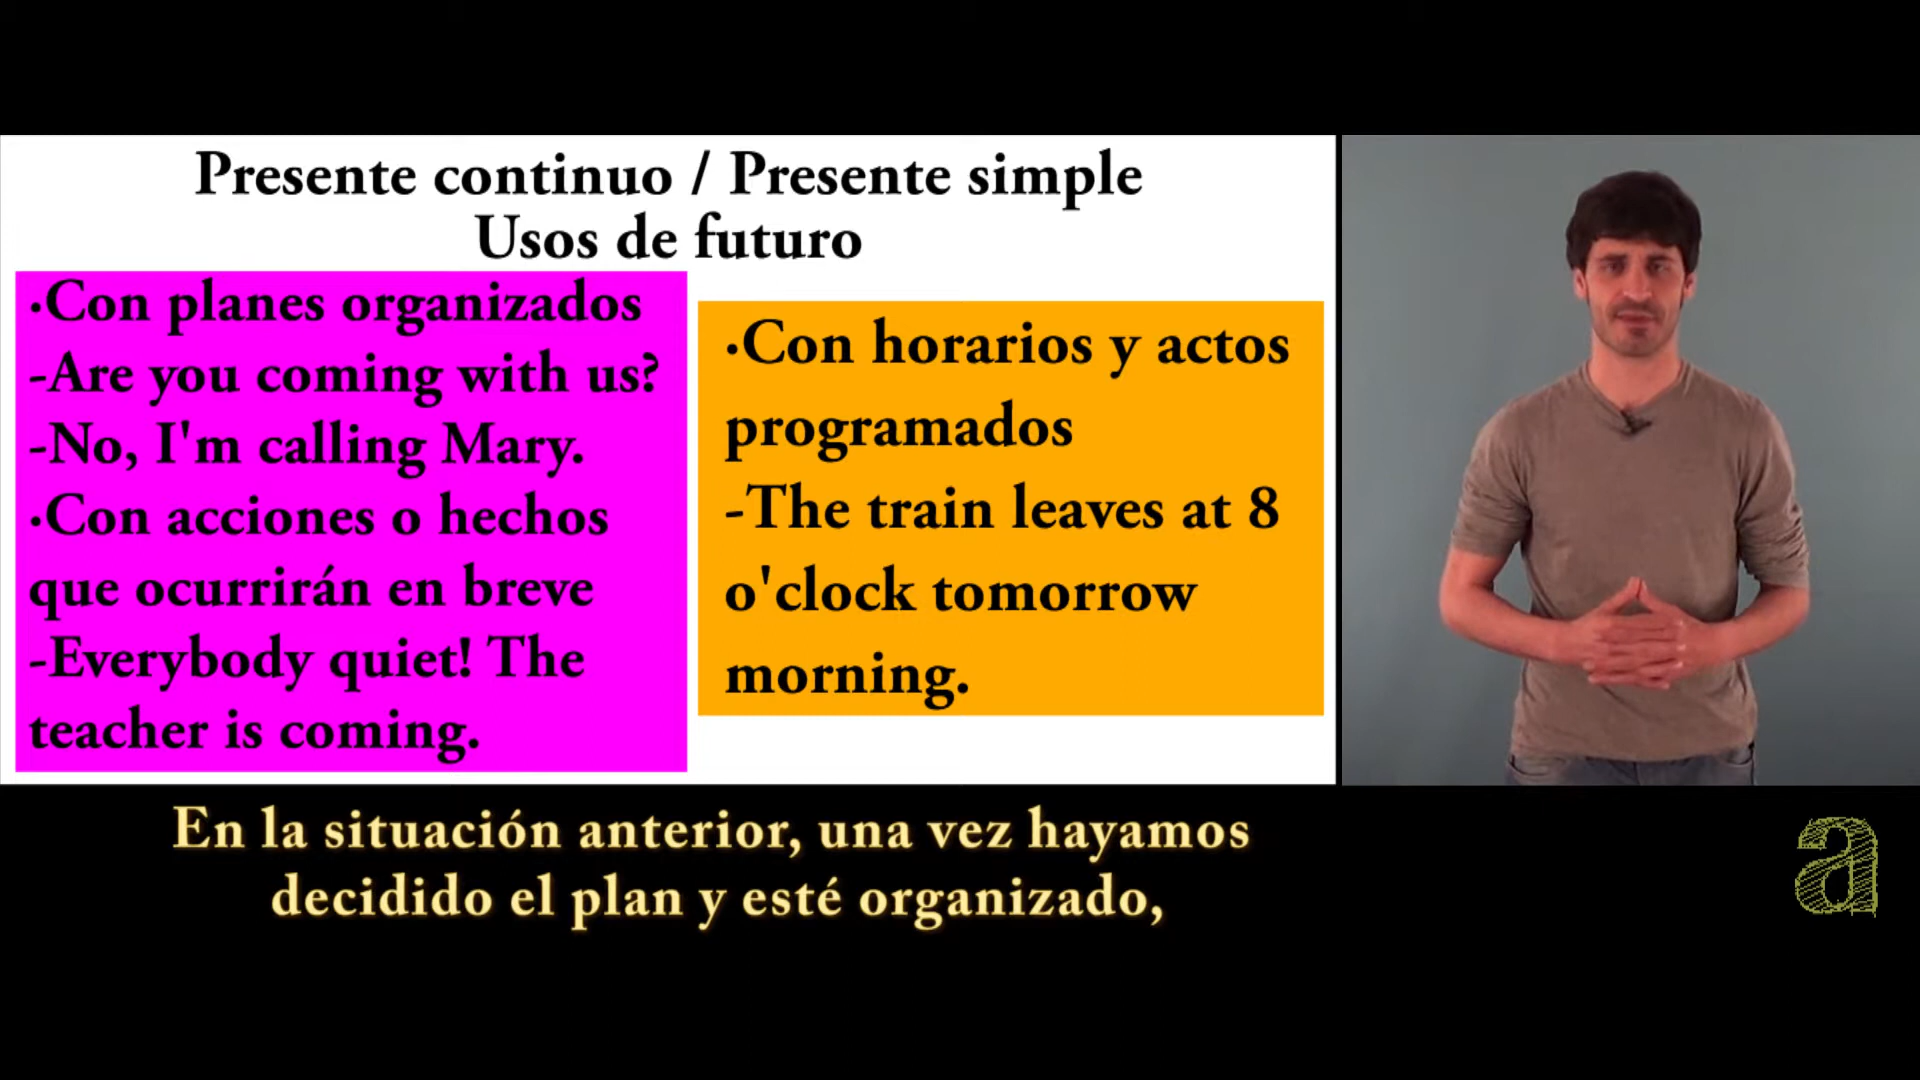 Presente continuo / Presente simple
Usos de futuro
·Con planes organizados
-Are you coming with us?
-No, I'm calling Mary.
·Con acciones o hechos
que ocurrirán en breve
-Everybody quiet! The
teacher is coming.
·Con horarios y actos
programados
-The train leaves at 8
o'clock tomorrow
morning.
En la situación anterior, una vez hayamos
decidido el plan y esté organizado,
a